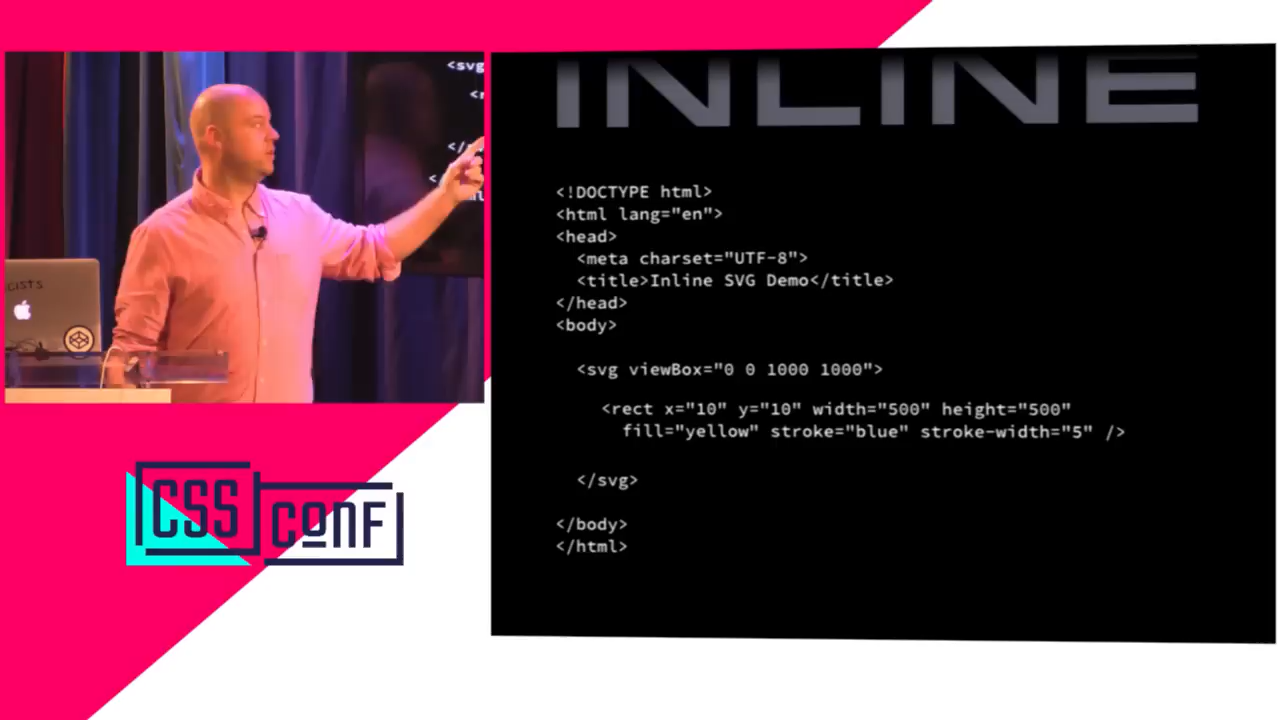 INLINE
<!DOCTYPE html>
<html lang="en">
<head>
<meta charset="UTF-8">
<title>Inline SVG Demo</title>
</head>
<body>
<svg viewBox="0 0 1000 1000">
<rect x="10" y="10" width="500" height="500"
fill="yellow" stroke="blue" stroke-width="5" />
</svg>
</body>
</html>
<svg
CSS
conf